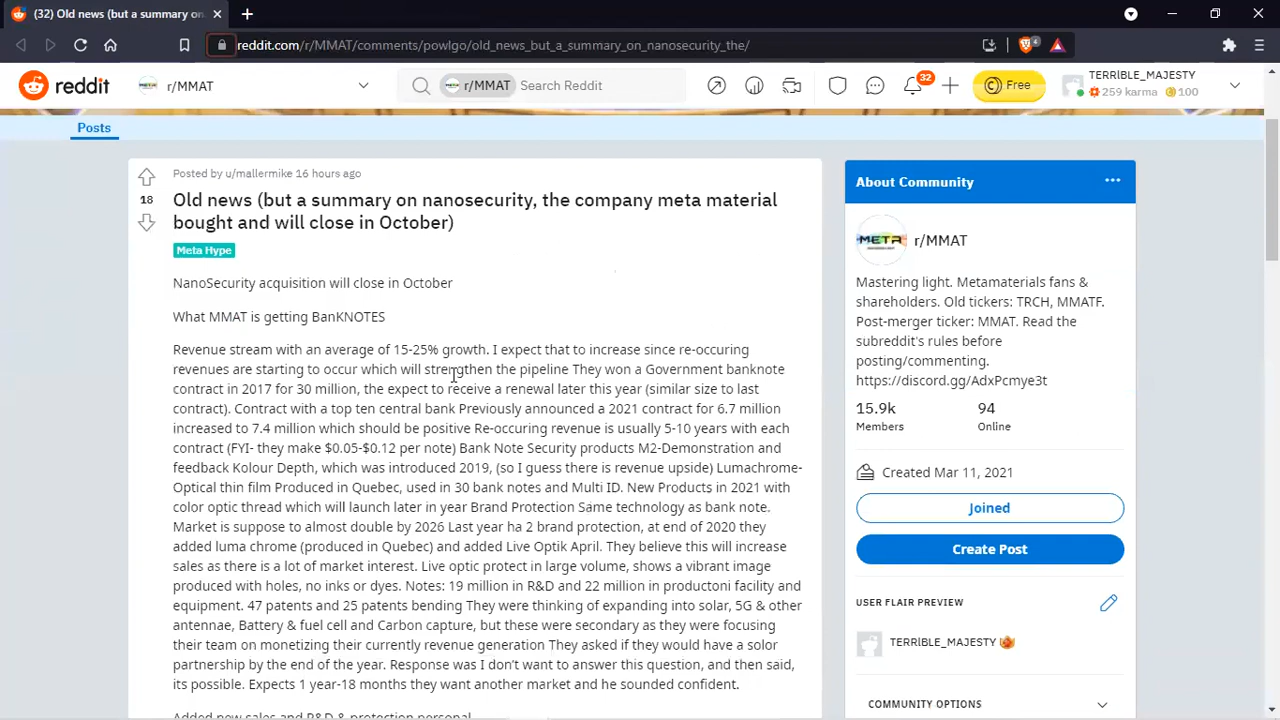 (32) Old news (but a summary on
reddit.com/r/MMAT/comments/powlgo/old_news_but_a_summary_on_nanosecurity_the/
4
reddit
r/MMAT
r/MMAT
Search Reddit
32
Free
TERRlBLE_MAJESTY
259 karma
100
Posts
Posted by u/mallermike 16 hours ago
18
Old news (but a summary on nanosecurity, the company meta material
bought and will close in October)
Meta Hype
NanoSecurity acquisition will close in October
What MMAT is getting BanKNOTES
Revenue stream with an average of 15-25% growth. I expect that to increase since re-occuring
revenues are starting to occur which will strengthen the pipeline They won a Government banknote
contract in 2017 for 30 million, the expect to receive a renewal later this year (similar size to last
contract). Contract with a top ten central bank Previously announced a 2021 contract for 6.7 million
increased to 7.4 million which should be positive Re-occuring revenue is usually 5-10 years with each
contract (FYI- they make $0.05-$0.12 per note) Bank Note Security products M2-Demonstration and
feedback Kolour Depth, which was introduced 2019, (so I guess there is revenue upside) Lumachrome-
Optical thin film Produced in Quebec, used in 30 bank notes and Multi ID. New Products in 2021 with
color optic thread which will launch later in year Brand Protection Same technology as bank note.
Market is suppose to almost double by 2026 Last year ha 2 brand protection, at end of 2020 they
added luma chrome (produced in Quebec) and added Live Optik April. They believe this will increase
sales as there is a lot of market interest. Live optic protect in large volume, shows a vibrant image
produced with holes, no inks or dyes. Notes: 19 million in R&D and 22 million in productoni facility and
equipment. 47 patents and 25 patents bending They were thinking of expanding into solar, 5G & other
antennae, Battery & fuel cell and Carbon capture, but these were secondary as they were focusing
their team on monetizing their currently revenue generation They asked if they would have a solor
partnership by the end of the year. Response was I don't want to answer this question, and then said,
its possible. Expects 1 year-18 months they want another market and he sounded confident.
Added new sales and R&D & protection personal
About Community
META
r/MMAT
Mastering light. Metamaterials fans &
shareholders. Old tickers: TRCH, MMATF.
Post-merger ticker: MMAT. Read the
subreddit's rules before
posting/commenting.
https://discord.gg/AdxPcmye3t
15.9k
94
Members
Online
Created Mar 11, 2021
Joined
Create Post
USER FLAIR PREVIEW
TERRlBLE_MAJESTY
COMMUNITY OPTIONS